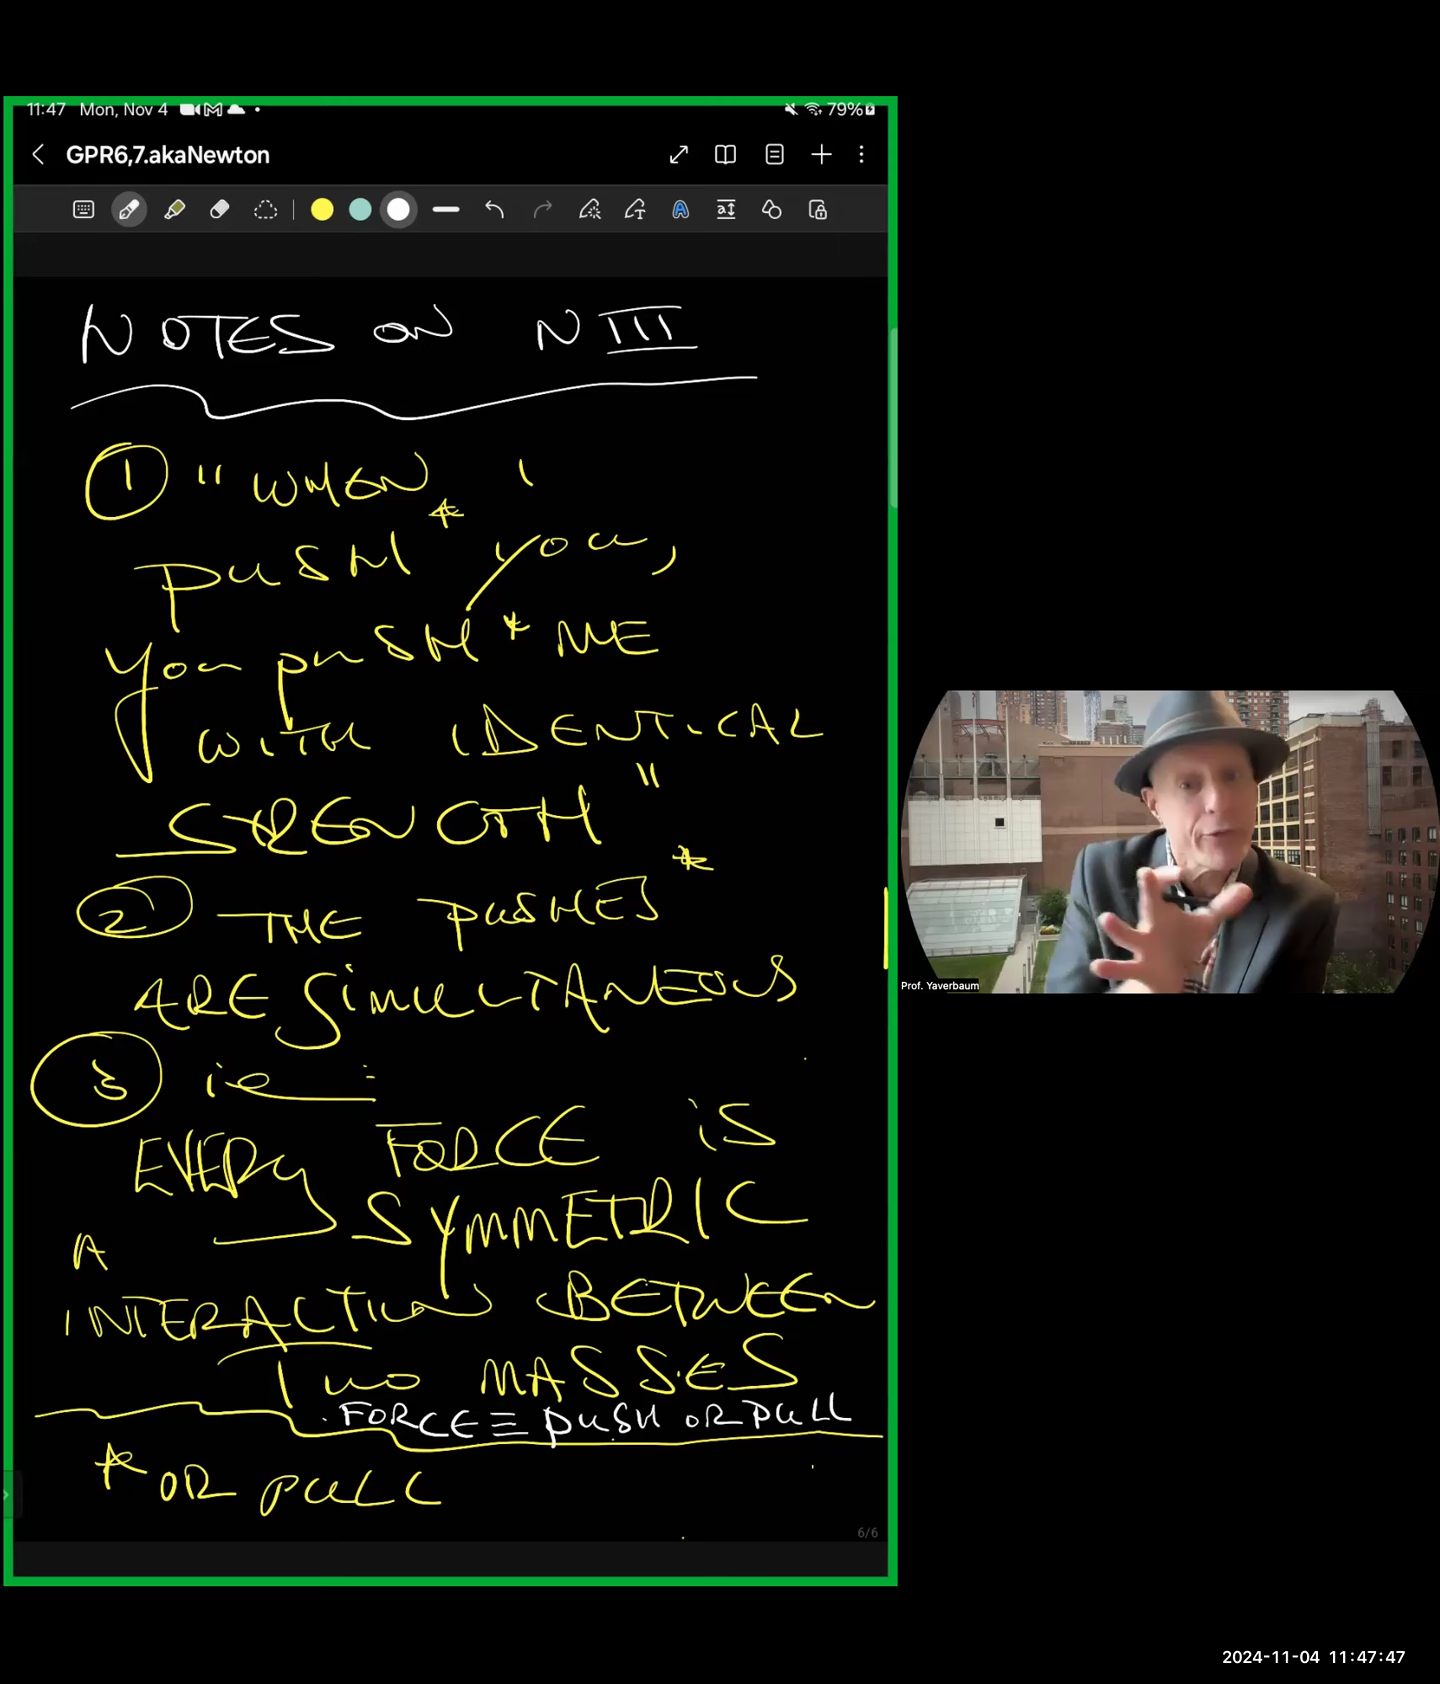 11:47 Mon, Nov 4 79%
GPR6,7.akaNewton
NOTES ON N III
① "WHEN I
PUSH* YOU,
YOU PUSH* ME
WITH IDENTICAL
STRENGTH"
② THE PUSHES*
ARE SIMULTANEOUS
③ ie :
EVERY FORCE IS
A SYMMETRIC
INTERACTION BETWEEN
TWO MASSES
FORCE ≡ PUSH OR PULL
* OR PULL
6/6
Prof. Yaverbaum
2024-11-04 11:47:47